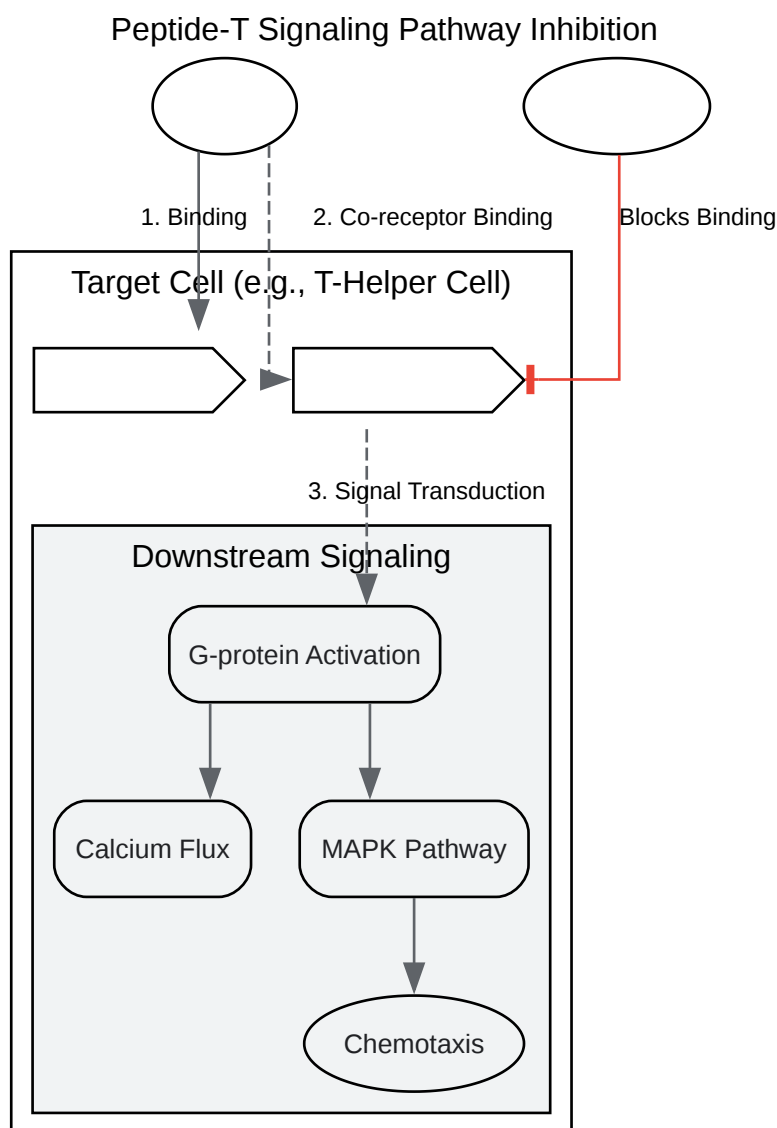 Peptide-T Signaling Pathway Inhibition
1. Binding
2. Co-receptor Binding
Blocks Binding
Target Cell (e.g., T-Helper Cell)
3. Signal Transduction
Downstream Signaling
G-protein Activation
Calcium Flux
MAPK Pathway
Chemotaxis